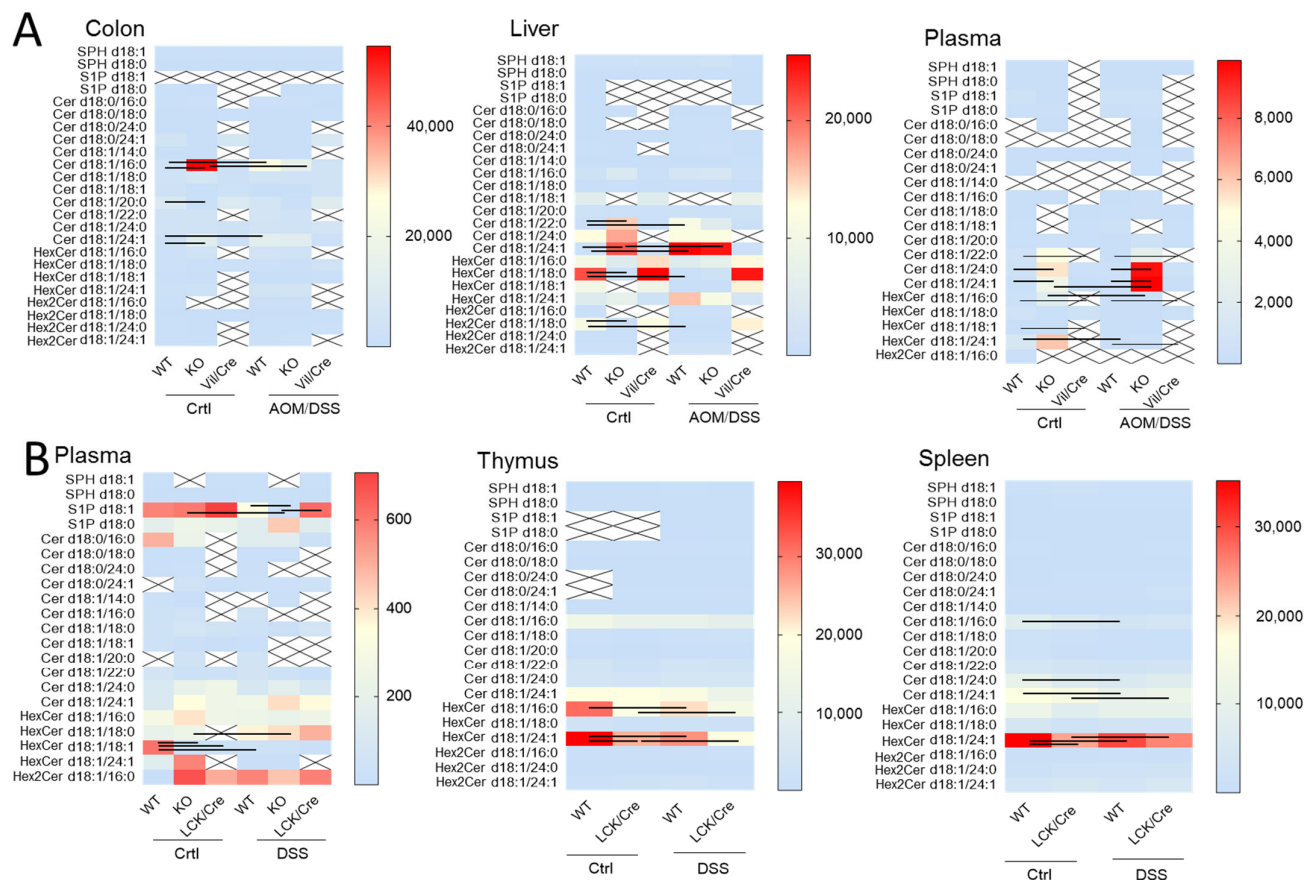 A
Colon
SPH d18:1
SPH d18:0
S1P d18:1
S1P d18:0
Cer d18:0/16:0
Cer d18:0/18:0
Cer d18:0/24:0
Cer d18:0/24:1
Cer d18:1/14:0
Cer d18:1/16:0
Cer d18:1/18:0
Cer d18:1/18:1
Cer d18:1/20:0
Cer d18:1/22:0
Cer d18:1/24:0
Cer d18:1/24:1
HexCer d18:1/16:0
HexCer d18:1/18:0
HexCer d18:1/18:1
HexCer d18:1/24:1
Hex2Cer d18:1/16:0
Hex2Cer d18:1/18:0
Hex2Cer d18:1/24:0
Hex2Cer d18:1/24:1
WT
KO
Vil/Cre
WT
KO
Vil/Cre
Crtl
AOM/DSS
40,000
20,000
Liver
SPH d18:1
SPH d18:0
S1P d18:1
S1P d18:0
Cer d18:0/16:0
Cer d18:0/18:0
Cer d18:0/24:0
Cer d18:0/24:1
Cer d18:1/14:0
Cer d18:1/16:0
Cer d18:1/18:0
Cer d18:1/18:1
Cer d18:1/20:0
Cer d18:1/22:0
Cer d18:1/24:0
Cer d18:1/24:1
HexCer d18:1/16:0
HexCer d18:1/18:0
HexCer d18:1/18:1
HexCer d18:1/24:1
Hex2Cer d18:1/16:0
Hex2Cer d18:1/18:0
Hex2Cer d18:1/24:0
Hex2Cer d18:1/24:1
WT
KO
Vil/Cre
WT
KO
Vil/Cre
Crtl
AOM/DSS
20,000
10,000
Plasma
SPH d18:1
SPH d18:0
S1P d18:1
S1P d18:0
Cer d18:0/16:0
Cer d18:0/18:0
Cer d18:0/24:0
Cer d18:0/24:1
Cer d18:1/14:0
Cer d18:1/16:0
Cer d18:1/18:0
Cer d18:1/18:1
Cer d18:1/20:0
Cer d18:1/22:0
Cer d18:1/24:0
Cer d18:1/24:1
HexCer d18:1/16:0
HexCer d18:1/18:0
HexCer d18:1/18:1
HexCer d18:1/24:1
Hex2Cer d18:1/16:0
WT
KO
Vil/Cre
WT
KO
Vil/Cre
Crtl
AOM/DSS
8,000
6,000
4,000
2,000
B
Plasma
SPH d18:1
SPH d18:0
S1P d18:1
S1P d18:0
Cer d18:0/16:0
Cer d18:0/18:0
Cer d18:0/24:0
Cer d18:0/24:1
Cer d18:1/14:0
Cer d18:1/16:0
Cer d18:1/18:0
Cer d18:1/18:1
Cer d18:1/20:0
Cer d18:1/22:0
Cer d18:1/24:0
Cer d18:1/24:1
HexCer d18:1/16:0
HexCer d18:1/18:0
HexCer d18:1/18:1
HexCer d18:1/24:1
Hex2Cer d18:1/16:0
WT
KO
LCK/Cre
WT
KO
LCK/Cre
Crtl
DSS
600
400
200
Thymus
SPH d18:1
SPH d18:0
S1P d18:1
S1P d18:0
Cer d18:0/16:0
Cer d18:0/18:0
Cer d18:0/24:0
Cer d18:0/24:1
Cer d18:1/14:0
Cer d18:1/16:0
Cer d18:1/18:0
Cer d18:1/20:0
Cer d18:1/22:0
Cer d18:1/24:0
Cer d18:1/24:1
HexCer d18:1/16:0
HexCer d18:1/18:0
HexCer d18:1/24:1
Hex2Cer d18:1/16:0
Hex2Cer d18:1/24:0
Hex2Cer d18:1/24:1
WT
LCK/Cre
WT
LCK/Cre
Ctrl
DSS
30,000
20,000
10,000
Spleen
SPH d18:1
SPH d18:0
S1P d18:1
S1P d18:0
Cer d18:0/16:0
Cer d18:0/18:0
Cer d18:0/24:0
Cer d18:0/24:1
Cer d18:1/14:0
Cer d18:1/16:0
Cer d18:1/18:0
Cer d18:1/20:0
Cer d18:1/22:0
Cer d18:1/24:0
Cer d18:1/24:1
HexCer d18:1/16:0
HexCer d18:1/18:0
HexCer d18:1/24:1
Hex2Cer d18:1/16:0
Hex2Cer d18:1/24:0
Hex2Cer d18:1/24:1
WT
LCK/Cre
WT
LCK/Cre
Ctrl
DSS
30,000
20,000
10,000